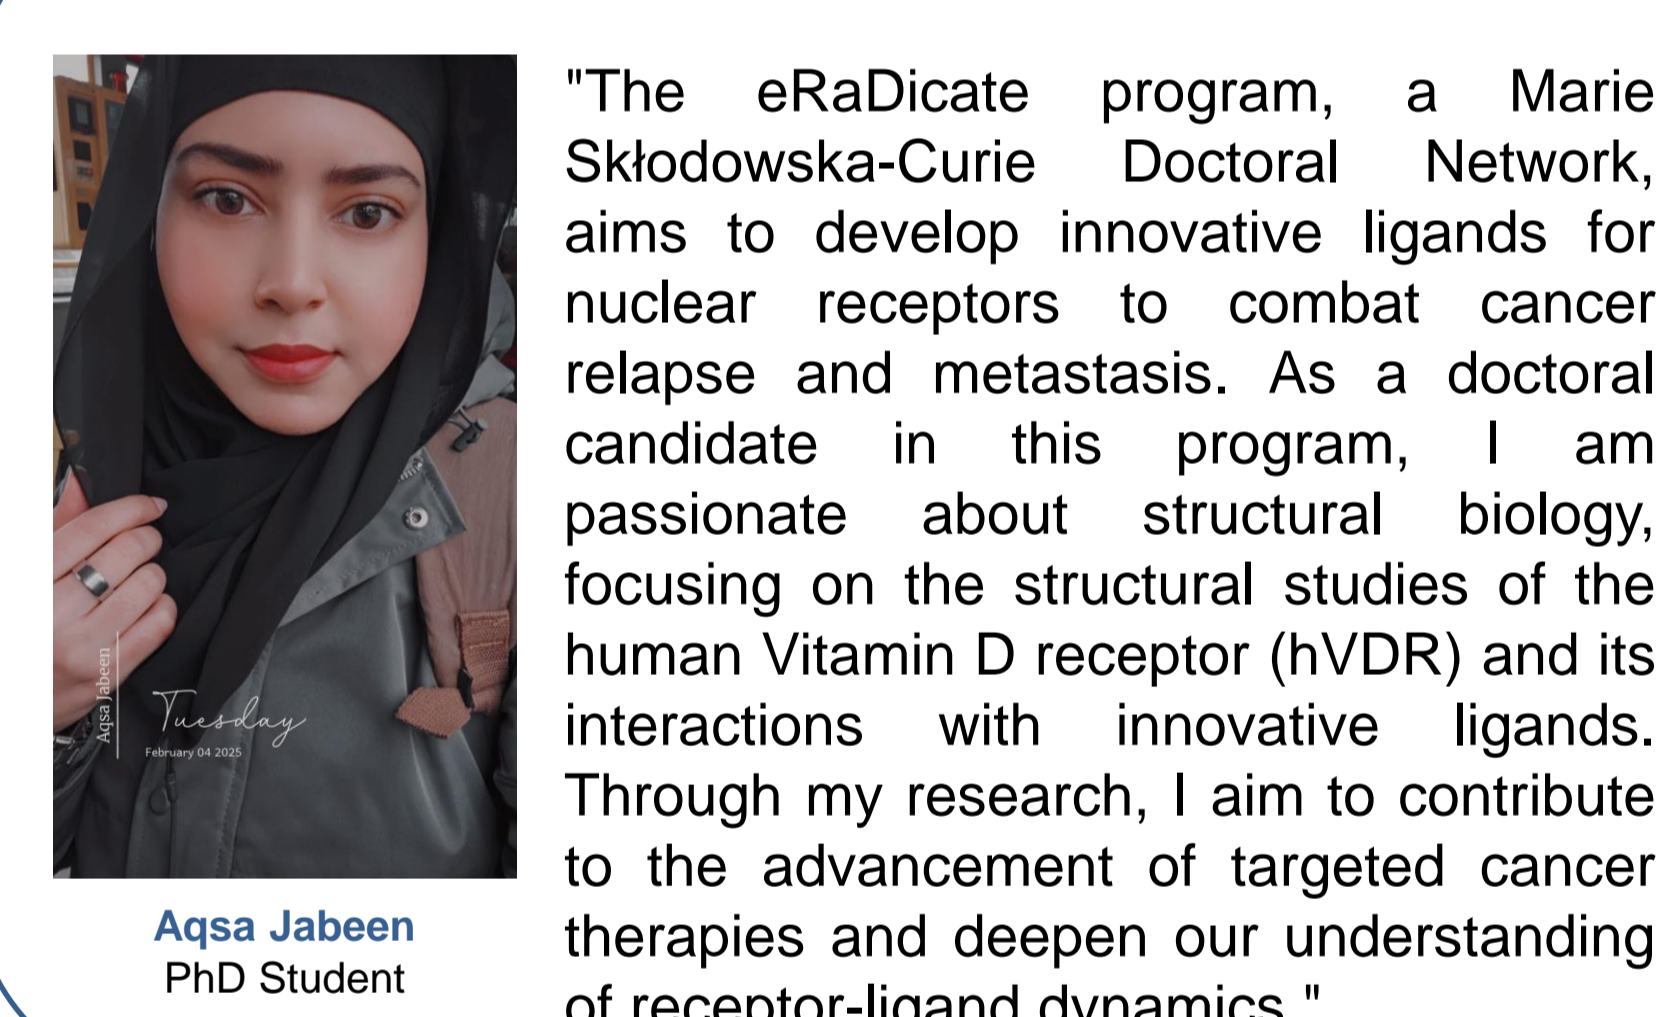 "The eRaDicate program, a Marie
Skłodowska-Curie Doctoral Network,
aims to develop innovative ligands for
nuclear receptors to combat cancer
relapse and metastasis. As a doctoral
candidate in this program, I am
passionate about structural biology,
focusing on the structural studies of the
human Vitamin D receptor (hVDR) and its
interactions with innovative ligands.
Through my research, I aim to contribute
to the advancement of targeted cancer
therapies and deepen our understanding
of receptor-ligand dynamics."
Aqsa Jabeen
Tuesday
February 04 2025
Aqsa Jabeen
PhD Student